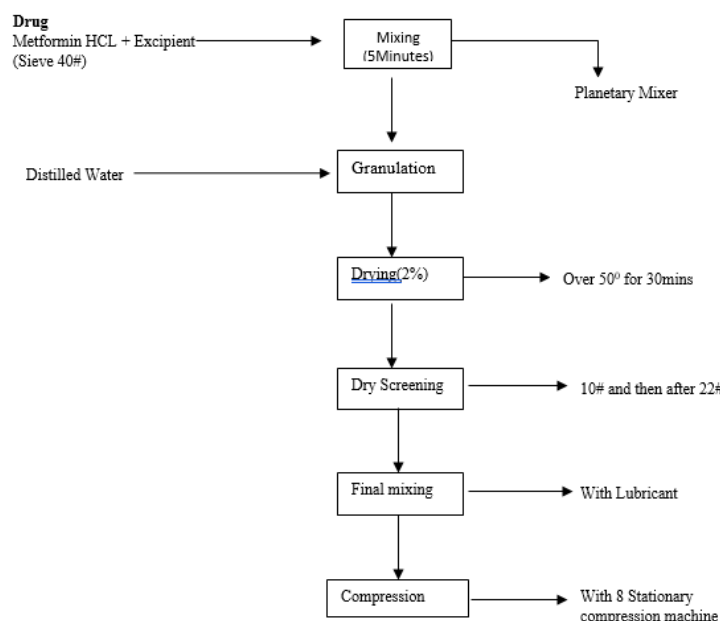 Drug
Metformin HCL + Excipient
(Sieve 40#)
Mixing
(5Minutes)
Planetary Mixer
Granulation
Distilled Water
Drying(2%)
Over 50⁰ for 30mins
Dry Screening
10# and then after 22#
Final mixing
With Lubricant
Compression
With 8 Stationary
compression machine